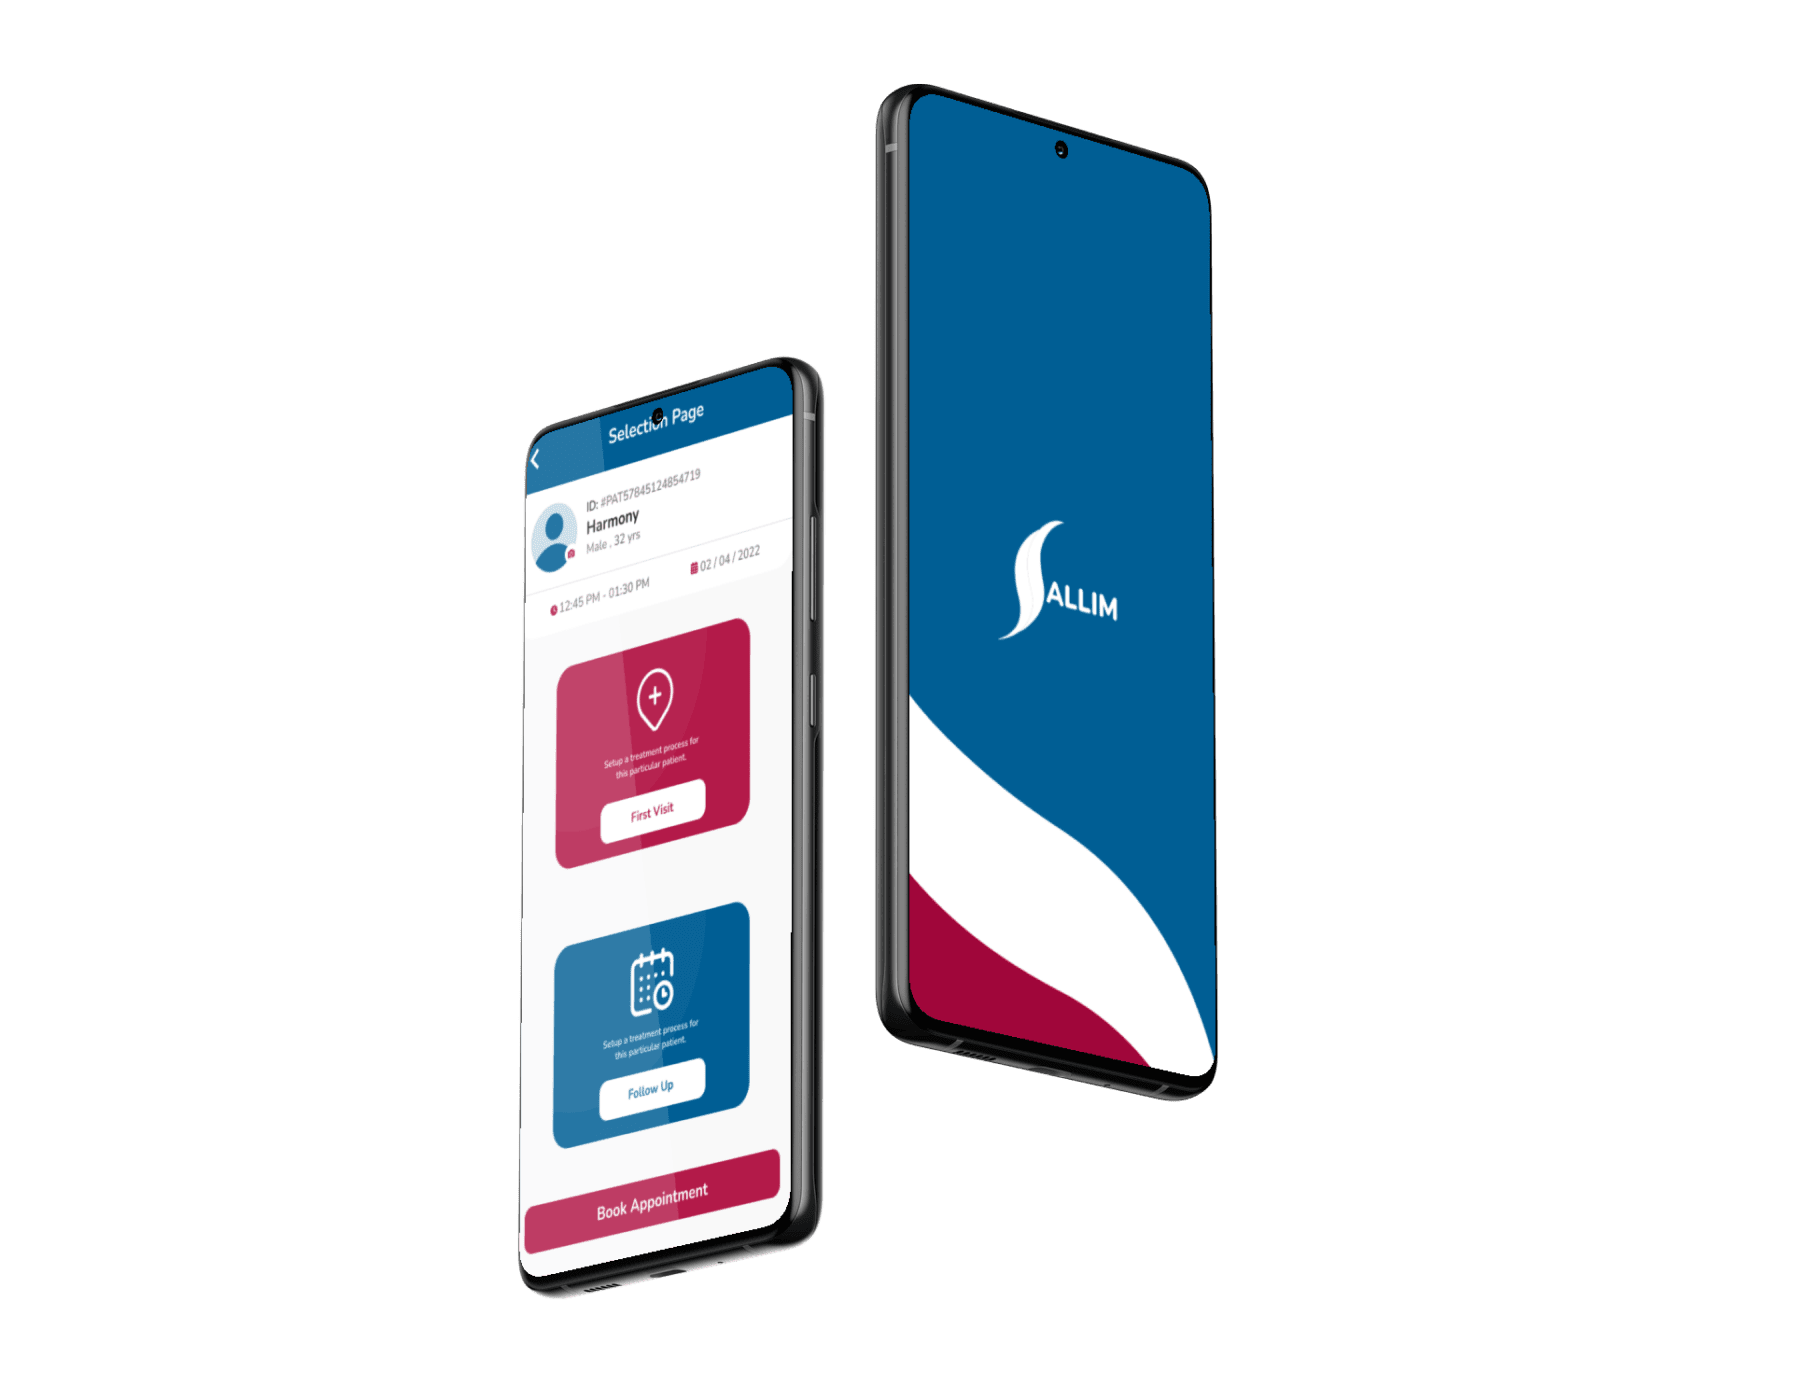 Selection Page
ID: #PAT57845124854719
Harmony
Male , 32 yrs
12:45 PM - 01:30 PM
02 / 04 / 2022
Setup a treatment process for
this particular patient.
First Visit
Setup a treatment process for
this particular patient.
Follow Up
Book Appointment
SALLIM